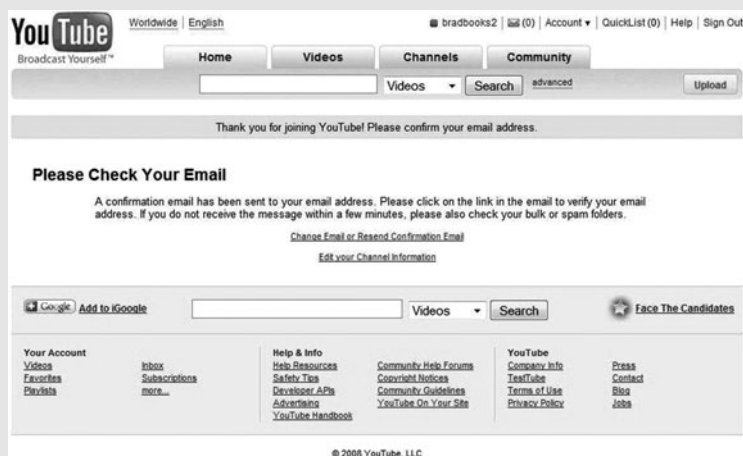 YouTube
Broadcast Yourself™
Worldwide | English
bradbooks2 | (0) | Account ▼ | QuickList (0) | Help | Sign Out
Home Videos Channels Community
Videos Search advanced Upload
Thank you for joining YouTube! Please confirm your email address.
Please Check Your Email
A confirmation email has been sent to your email address. Please click on the link in the email to verify your email
address. If you do not receive the message within a few minutes, please also check your bulk or spam folders.
Change Email or Resend Confirmation Email
Edit your Channel Information
Google Add to iGoogle Videos Search Face The Candidates
Your Account
Videos
Favorites
Playlists
Inbox
Subscriptions
more...
Help & Info
Help Resources
Safety Tips
Developer APIs
Advertising
YouTube Handbook
Community Help Forums
Copyright Notices
Community Guidelines
YouTube On Your Site
YouTube
Company Info
TestTube
Terms of Use
Privacy Policy
Press
Contact
Blog
Jobs
© 2008 YouTube, LLC